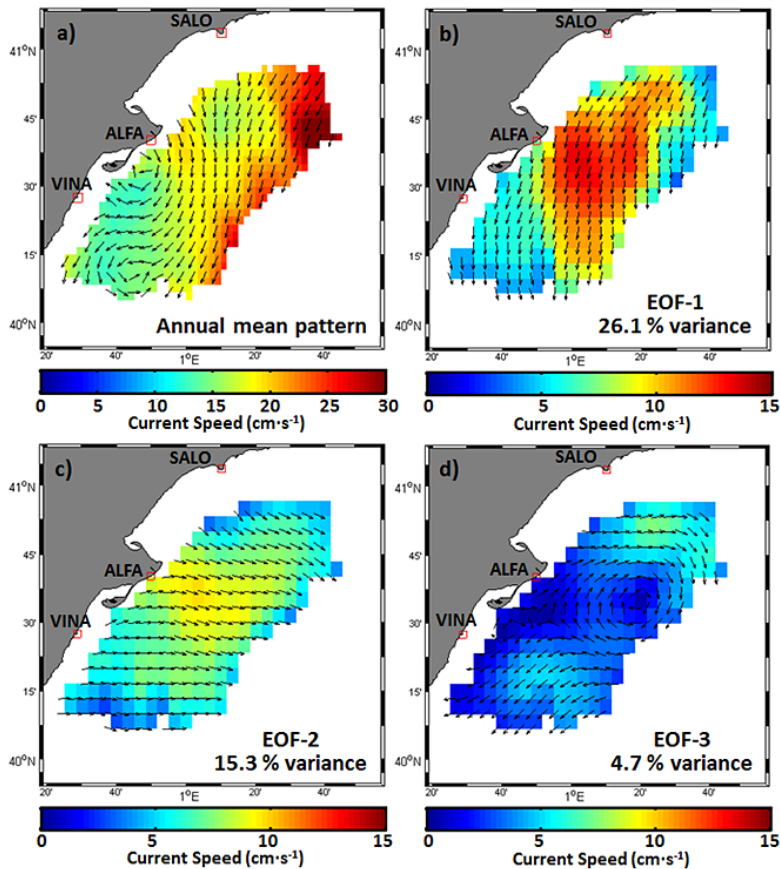 a)
SALO
41°N
45'
ALFA
30'
VINA
15'
40°N
Annual mean pattern
20'
40'
1°E
20'
40'
0
5
10
15
20
25
30
Current Speed (cm·s⁻¹)
b)
SALO
41°N
45'
ALFA
30'
VINA
15'
40°N
EOF-1
26.1 % variance
20'
40'
1°E
20'
40'
0
5
10
15
Current Speed (cm·s⁻¹)
c)
SALO
41°N
45'
ALFA
30'
VINA
15'
40°N
EOF-2
15.3 % variance
20'
40'
1°E
20'
40'
0
5
10
15
Current Speed (cm·s⁻¹)
d)
SALO
41°N
45'
ALFA
30'
VINA
15'
40°N
EOF-3
4.7 % variance
20'
40'
1°E
20'
40'
0
5
10
15
Current Speed (cm·s⁻¹)